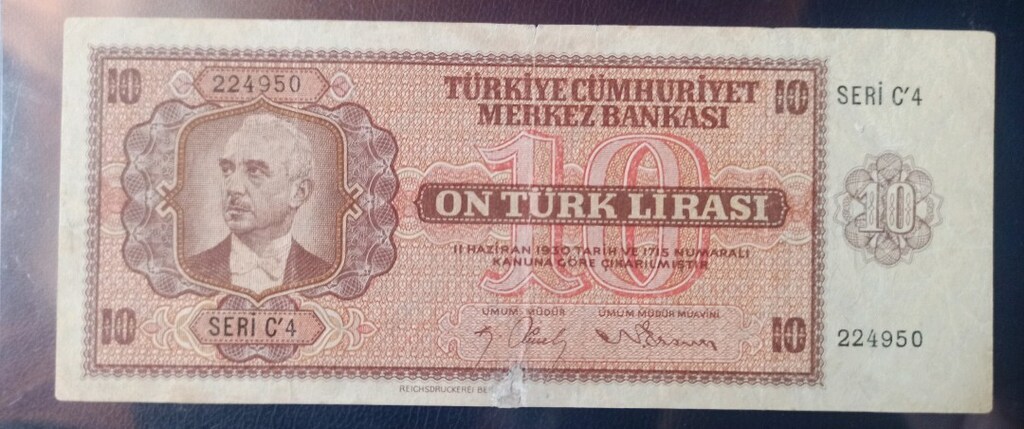 10
224950
TÜRKİYE CÜMHURİYET
MERKEZ BANKASI
10
SERİ C'4
10
ON TÜRK LİRASI
10
11 HAZİRAN 1930 TARİH VE 1715 NUMARALI
KANUNA GÖRE ÇIKARILMIŞTIR
UMUM MÜDÜR
UMUM MÜDÜR MUAVİNİ
10
SERİ C'4
10
224950
REICHSDRUCKEREI BE